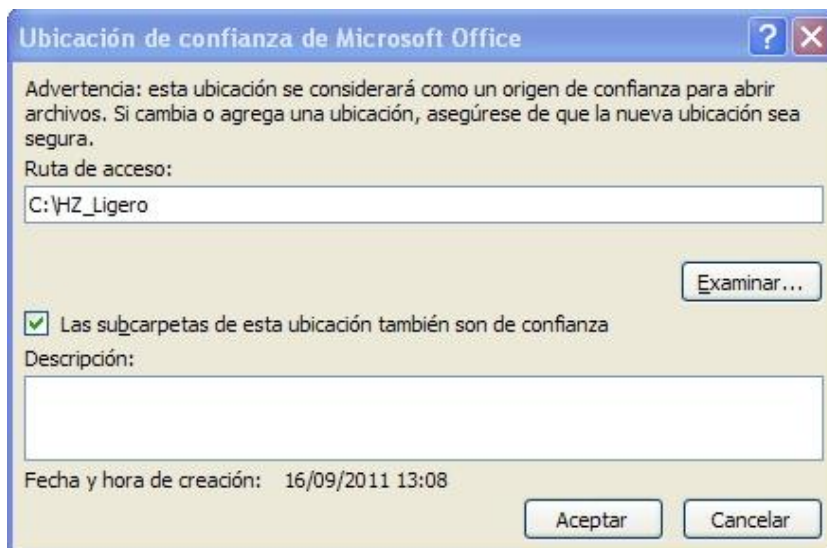 Ubicación de confianza de Microsoft Office
Advertencia: esta ubicación se considerará como un origen de confianza para abrir
archivos. Si cambia o agrega una ubicación, asegúrese de que la nueva ubicación sea
segura.
Ruta de acceso:
C:\HZ_Ligero
Examinar...
Las subcarpetas de esta ubicación también son de confianza
Descripción:
Fecha y hora de creación: 16/09/2011 13:08
Aceptar Cancelar